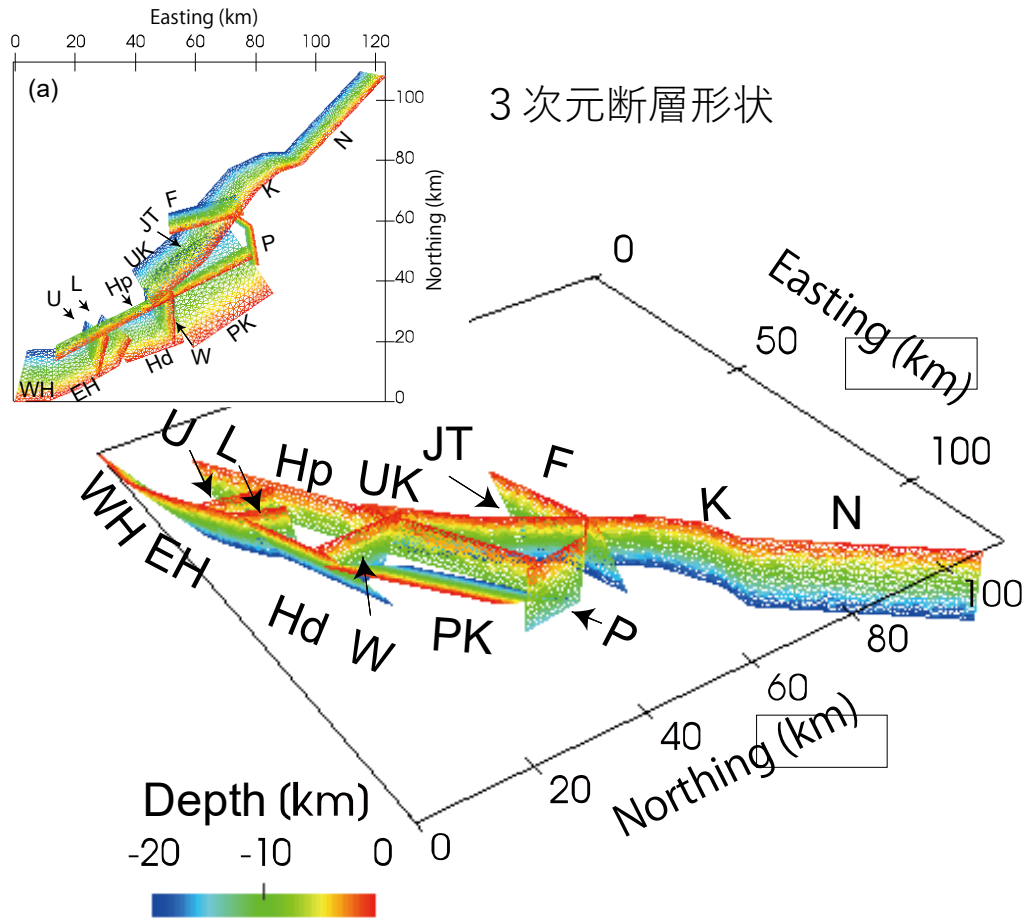 Easting (km)
0 20 40 60 80 100 120
(a)
3次元断層形状
100
N
80
K
F
Northing (km)
60
JT
P
UK
40
L
Hp
U
20
PK
W
Hd
EH
WH
0
0
Easting (km)
50
100
U
L
Hp
UK
JT
F
K
N
WH
EH
Hd
W
PK
P
100
80
60
40
20
0
Northing (km)
Depth (km)
-20 -10 0